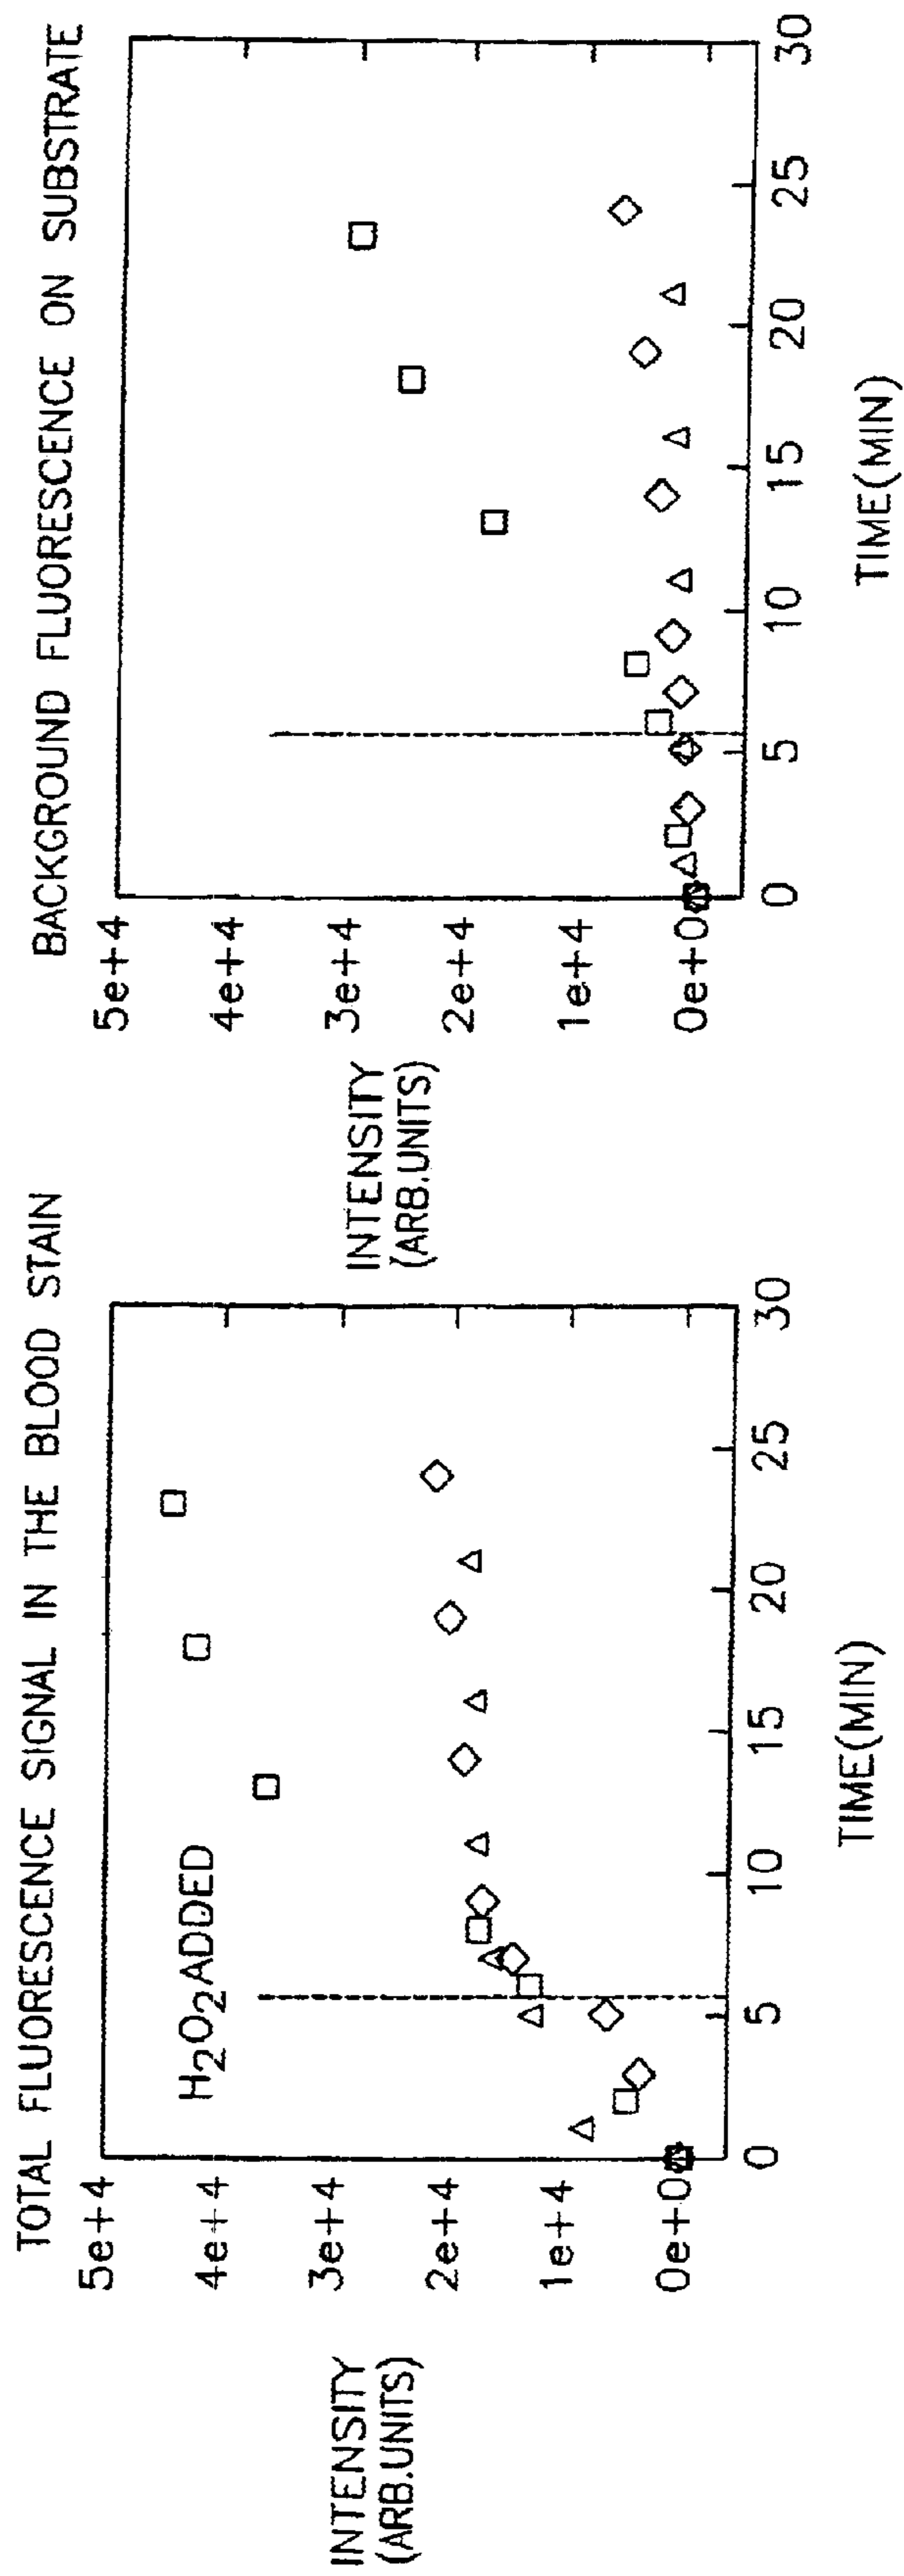 TOTAL FLUORESCENCE SIGNAL IN THE BLOOD STAIN
5e+4
4e+4
3e+4
2e+4
1e+4
0e+0
INTENSITY
(ARB.UNITS)
H2O2 ADDED
0 5 10 15 20 25 30
TIME(MIN)
BACKGROUND FLUORESCENCE ON SUBSTRATE
5e+4
4e+4
3e+4
2e+4
1e+4
0e+0
INTENSITY
(ARB.UNITS)
0 5 10 15 20 25 30
TIME(MIN)